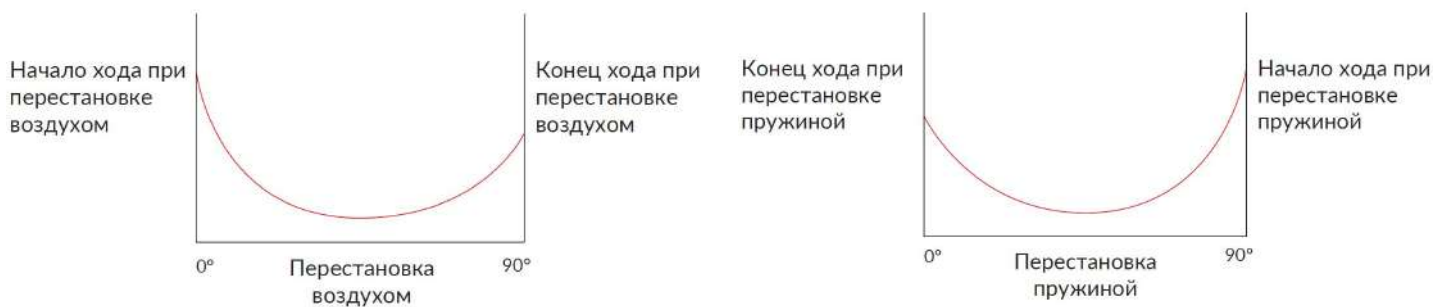 Начало хода при
перестановке
воздухом
Конец хода при
перестановке
воздухом
0°
Перестановка
воздухом
90°
Конец хода при
перестановке
пружиной
Начало хода при
перестановке
пружиной
0°
Перестановка
пружиной
90°